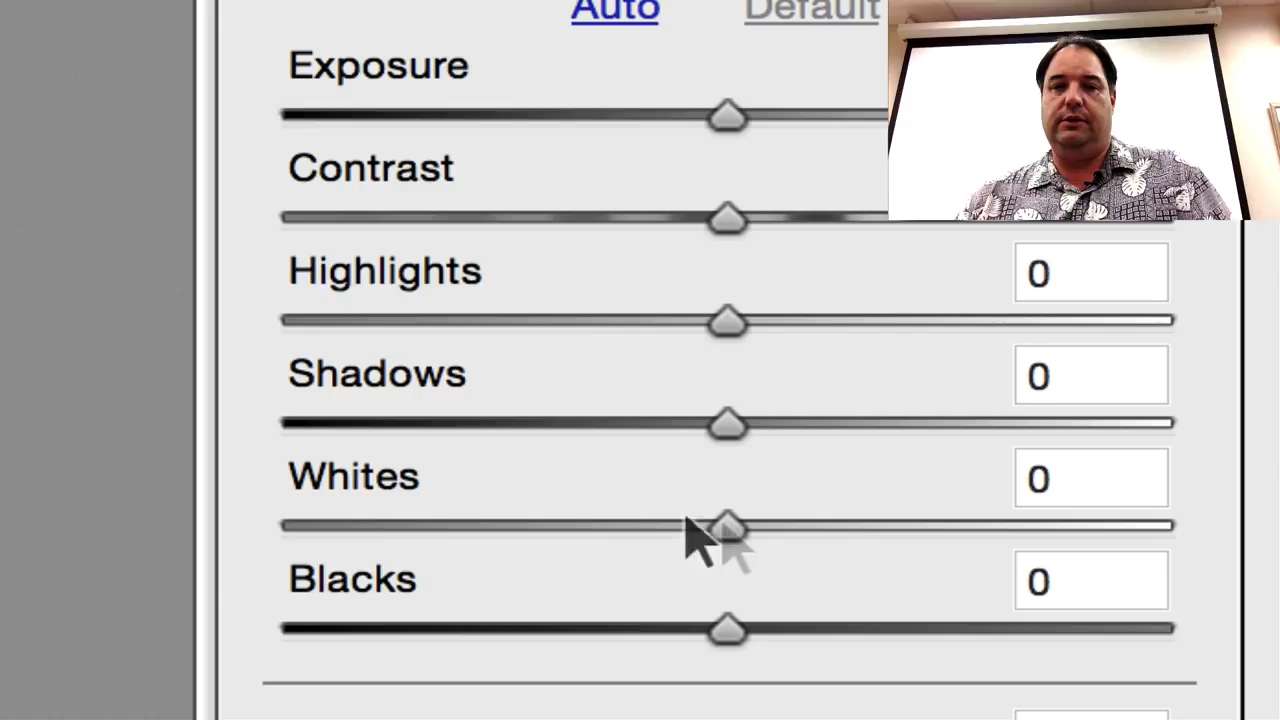 Auto Default
Exposure
Contrast
Highlights 0
Shadows 0
Whites 0
Blacks 0